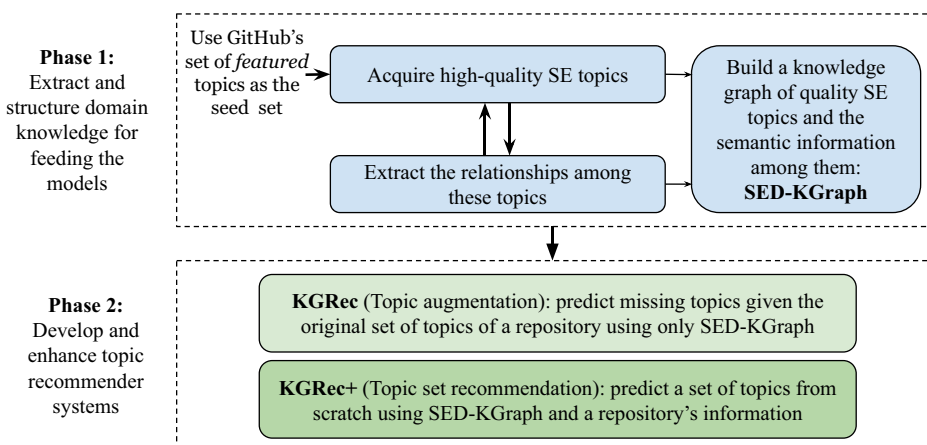 Phase 1:
Extract and
structure domain
knowledge for
feeding the
models
Use GitHub's
set of featured
topics as the
seed set
Acquire high-quality SE topics
Extract the relationships among
these topics
Build a knowledge
graph of quality SE
topics and the
semantic information
among them:
SED-KGraph
Phase 2:
Develop and
enhance topic
recommender
systems
KGRec (Topic augmentation): predict missing topics given the
original set of topics of a repository using only SED-KGraph
KGRec+ (Topic set recommendation): predict a set of topics from
scratch using SED-KGraph and a repository's information